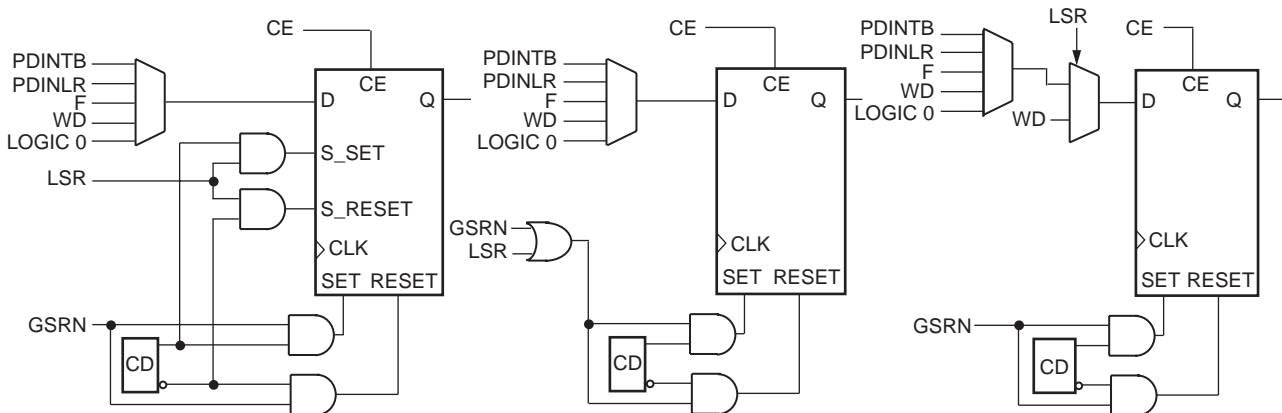 CE
PDINTB
PDINLR
F
WD
LOGIC 0
CE
D
Q
S_SET
LSR
S_RESET
CLK
SET RESET
GSRN
CD
CE
PDINTB
PDINLR
F
WD
LOGIC 0
CE
D
Q
GSRN
LSR
CLK
SET RESET
CD
LSR
CE
PDINTB
PDINLR
F
WD
LOGIC 0
WD
CE
D
Q
CLK
SET RESET
GSRN
CD